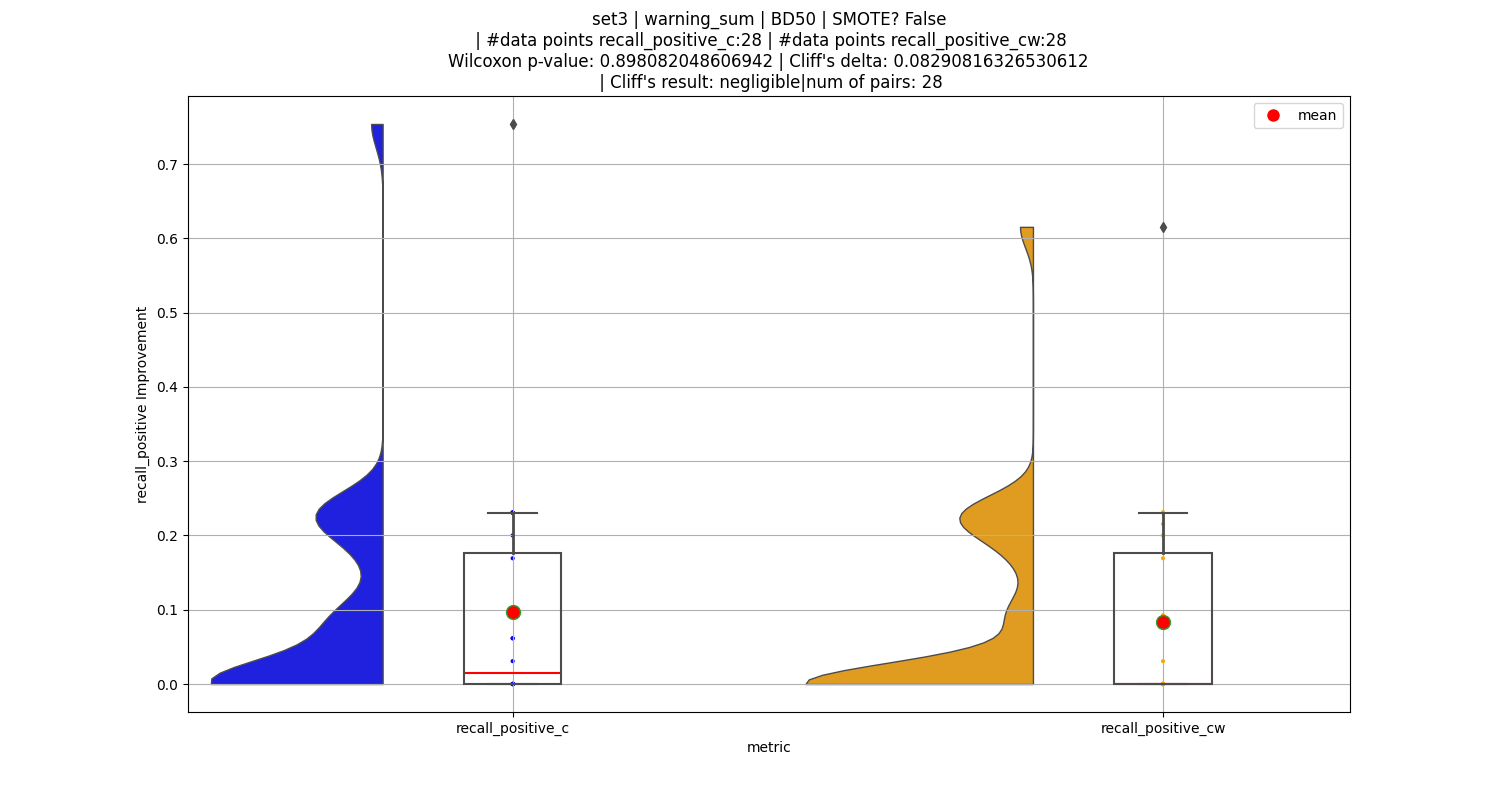 set3 | warning_sum | BD50 | SMOTE? False
| #data points recall_positive_c:28 | #data points recall_positive_cw:28
Wilcoxon p-value: 0.898082048606942 | Cliff's delta: 0.08290816326530612
| Cliff's result: negligible|num of pairs: 28
mean
0.7
0.6
0.5
0.4
0.3
0.2
0.1
0.0
recall_positive Improvement
recall_positive_c
recall_positive_cw
metric